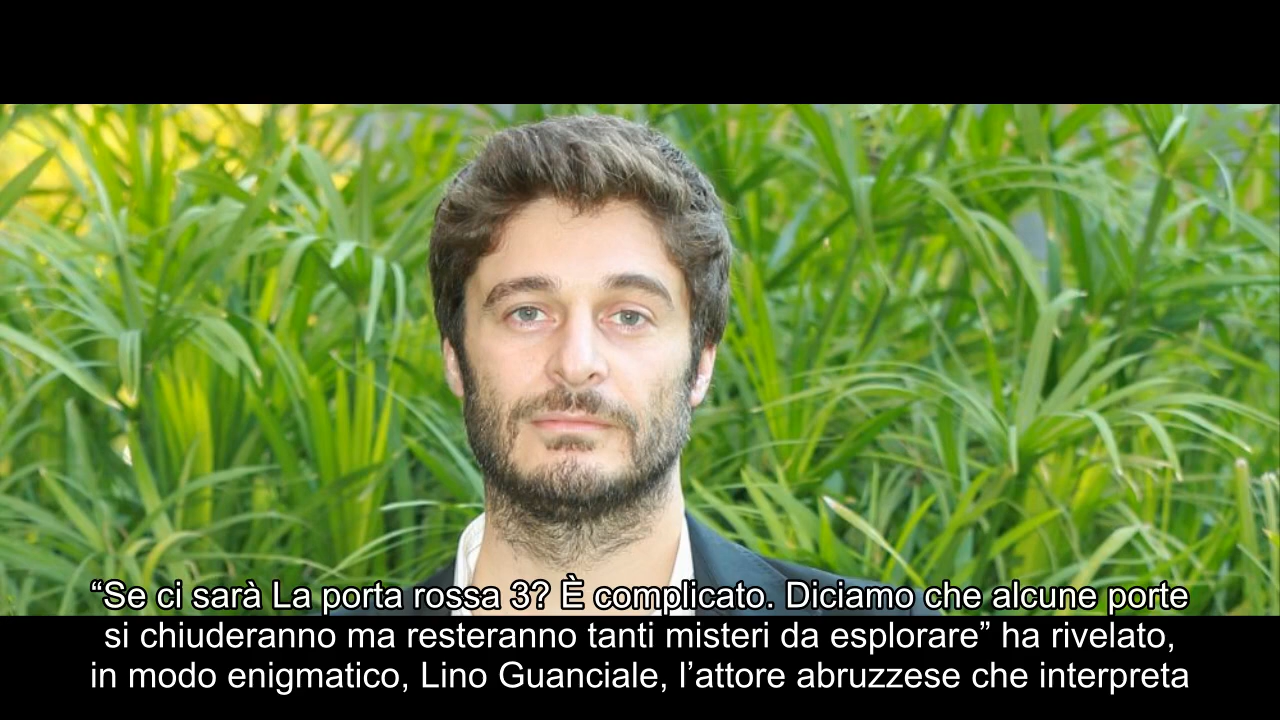 “Se ci sarà La porta rossa 3? È complicato. Diciamo che alcune porte
si chiuderanno ma resteranno tanti misteri da esplorare” ha rivelato,
in modo enigmatico, Lino Guanciale, l’attore abruzzese che interpreta